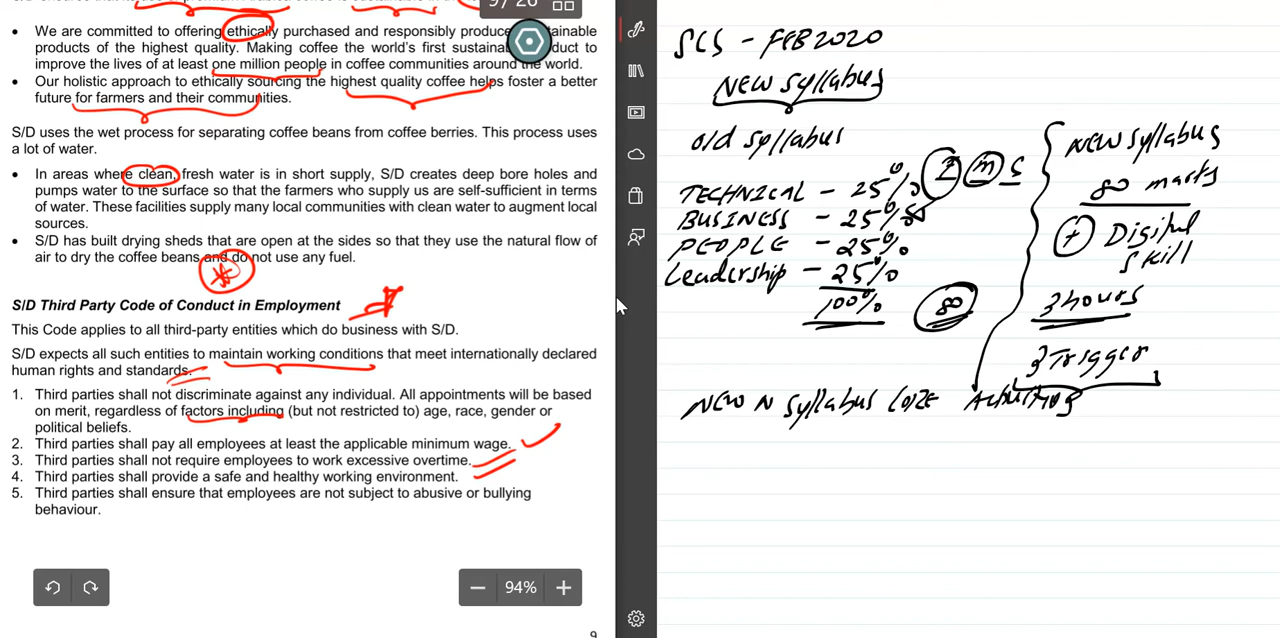 9 / 26
We are committed to offering ethically purchased and responsibly produce
tainable
products of the highest quality. Making coffee the world's first sustaina
duct to
improve the lives of at least one million people in coffee communities around the world.
Our holistic approach to ethically sourcing the highest quality coffee helps foster a better
future for farmers and their communities.
S/D uses the wet process for separating coffee beans from coffee berries. This process uses
a lot of water.
In areas where clean, fresh water is in short supply, S/D creates deep bore holes and
pumps water to the surface so that the farmers who supply us are self-sufficient in terms
of water. These facilities supply many local communities with clean water to augment local
sources.
S/D has built drying sheds that are open at the sides so that they use the natural flow of
air to dry the coffee beans and do not use any fuel.
S/D Third Party Code of Conduct in Employment
This Code applies to all third-party entities which do business with S/D.
S/D expects all such entities to maintain working conditions that meet internationally declared
human rights and standards.
1. Third parties shall not discriminate against any individual. All appointments will be based
on merit, regardless of factors including (but not restricted to) age, race, gender or
political beliefs.
2. Third parties shall pay all employees at least the applicable minimum wage.
3. Third parties shall not require employees to work excessive overtime.
4. Third parties shall provide a safe and healthy working environment.
5. Third parties shall ensure that employees are not subject to abusive or bullying
behaviour.
94%
9
SCS - FEB 2020
NEW Syllabus
old syllabus
TECHNICAL - 25%
BUSINESS - 25%
PEOPLE - 25%
Leadership - 25%
100%
80
E m s
NEW Syllabus
80 marks
+ Digital
Skill
3 hours
3 Trigger
NEW N Syllabus CORE Activities